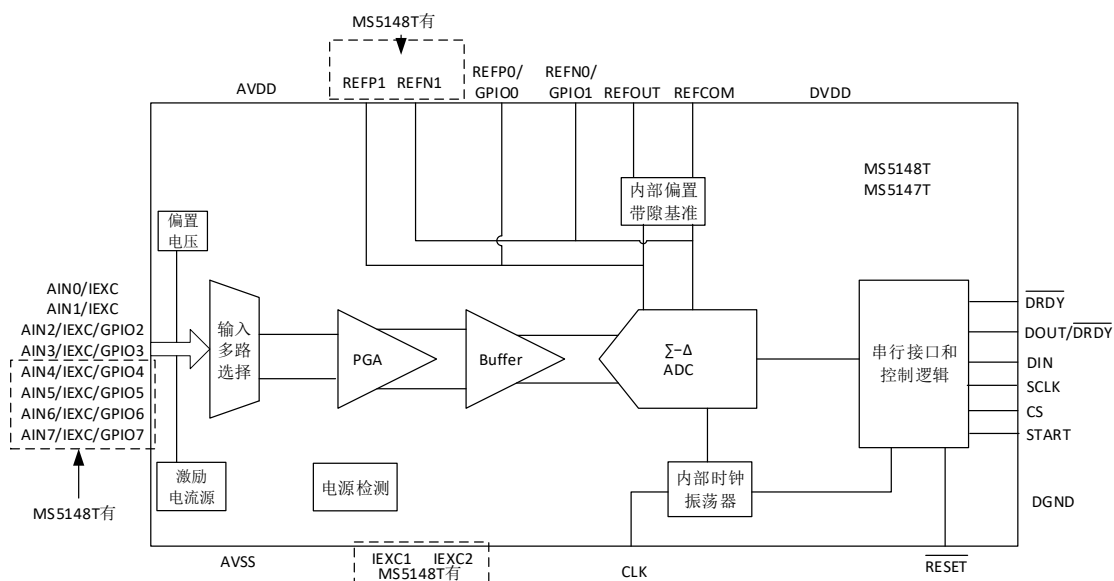 MS5148T有
REFP1 REFN1
REFP0/
GPIO0
REFN0/
GPIO1
REFOUT
REFCOM
AVDD
DVDD
MS5148T
MS5147T
内部偏置
带隙基准
偏置
电压
AIN0/IEXC
AIN1/IEXC
AIN2/IEXC/GPIO2
AIN3/IEXC/GPIO3
AIN4/IEXC/GPIO4
AIN5/IEXC/GPIO5
AIN6/IEXC/GPIO6
AIN7/IEXC/GPIO7
MS5148T有
输入
多路
选择
PGA
Buffer
∑-Δ
ADC
串行接口和
控制逻辑
DRDY
DOUT/DRDY
DIN
SCLK
CS
START
激励
电流源
电源检测
内部时钟
振荡器
DGND
AVSS
IEXC1 IEXC2
MS5148T有
CLK
RESET